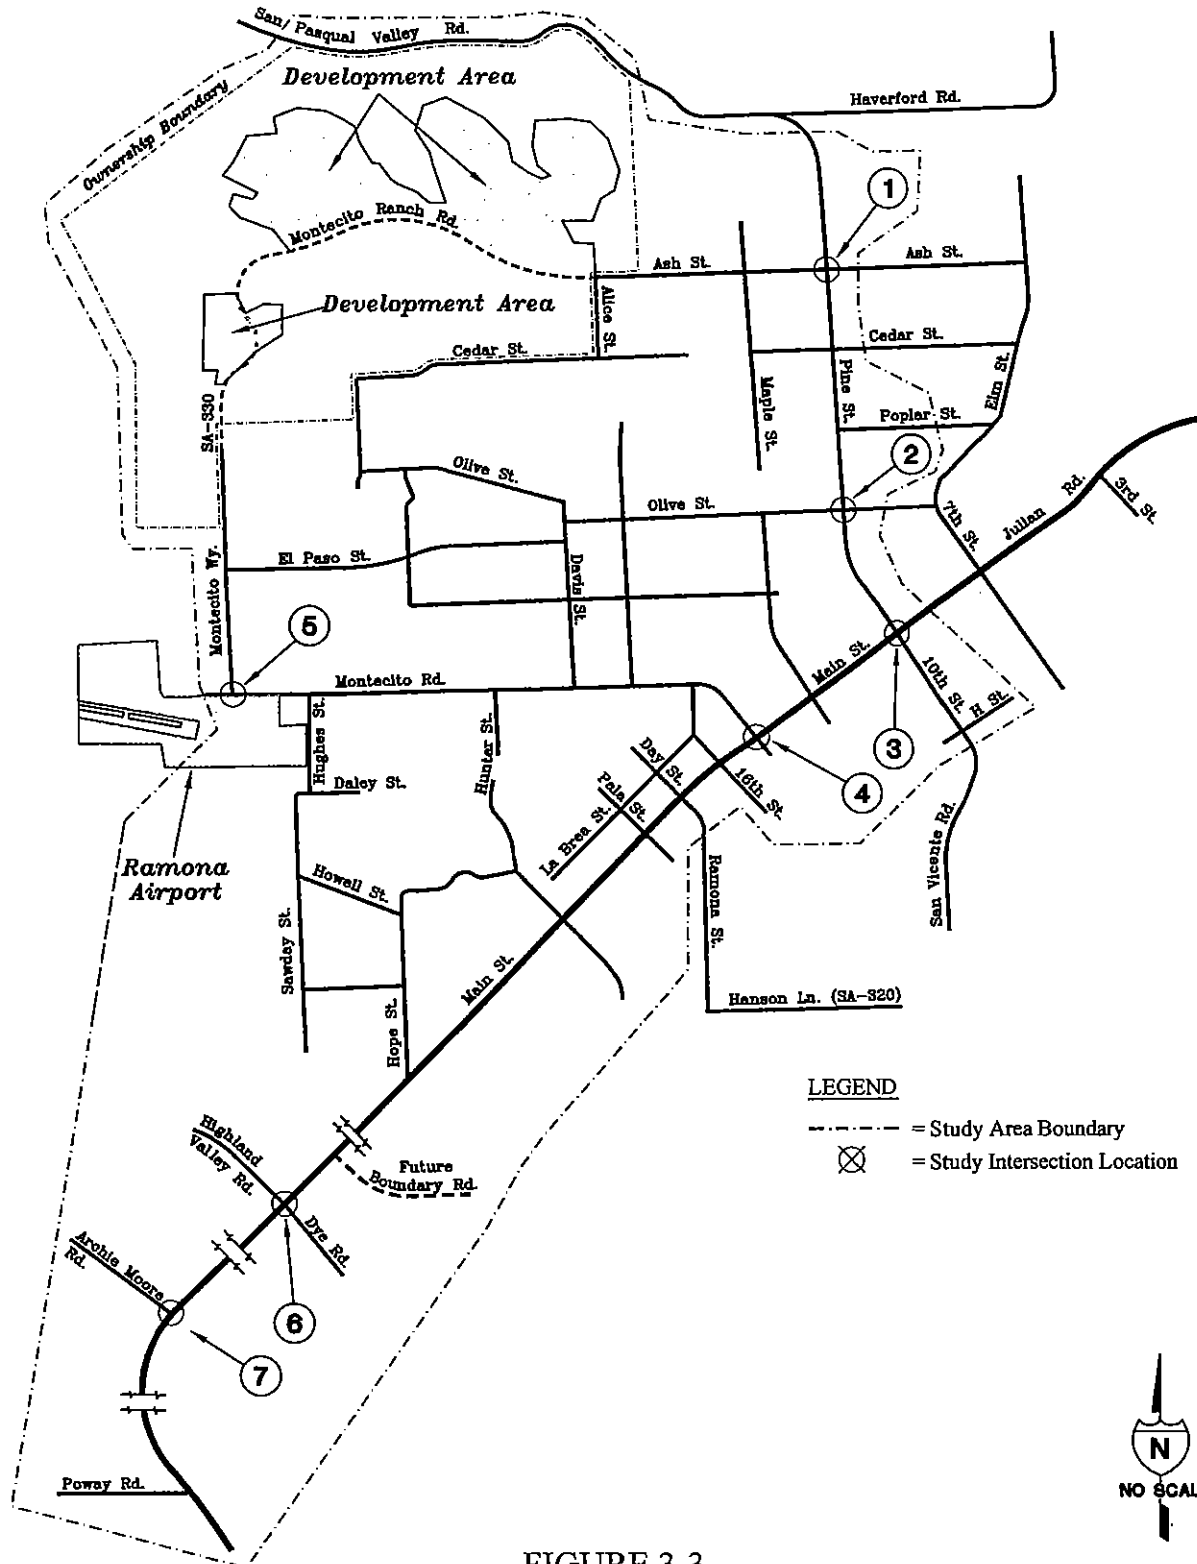 San Pasqual Valley Rd.
Development Area
Ownership Boundary
Haverford Rd.
1
Montecito Ranch Rd.
Ash St.
Ash St.
Development Area
Alice St.
Cedar St.
Cedar St.
Pine St.
Maple St.
Elm St.
Poplar St.
SA-330
2
Olive St.
Olive St.
3rd St.
7th St.
Julian Rd.
El Paso St.
Davis St.
Montecito Wy.
5
Main St.
10th St.
H St.
Montecito Rd.
3
Hughes St.
Hunter St.
Day St.
16th St.
4
Daley St.
Pala St.
La Brea St.
San Vicente Rd.
Ramona
Airport
Howell St.
Ramona St.
Sawday St.
Main St.
Hope St.
Hanson Ln. (SA-320)
LEGEND
= Study Area Boundary
= Study Intersection Location
Highland
Valley Rd.
Future
Boundary Rd.
Dye Rd.
Archie Moore
Rd.
6
7
N
NO SCAL
Poway Rd.
FIGURE 3-3